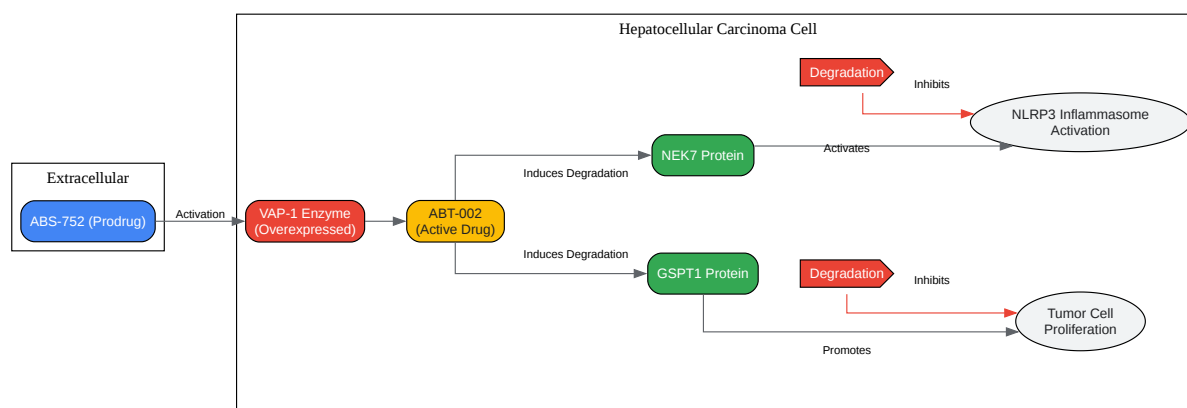 Hepatocellular Carcinoma Cell
Degradation
Inhibits
NLRP3 Inflammasome
Activation
NEK7 Protein
Activates
Extracellular
Induces Degradation
ABS-752 (Prodrug)
Activation
VAP-1 Enzyme
(Overexpressed)
ABT-002
(Active Drug)
Induces Degradation
GSPT1 Protein
Degradation
Inhibits
Tumor Cell
Proliferation
Promotes